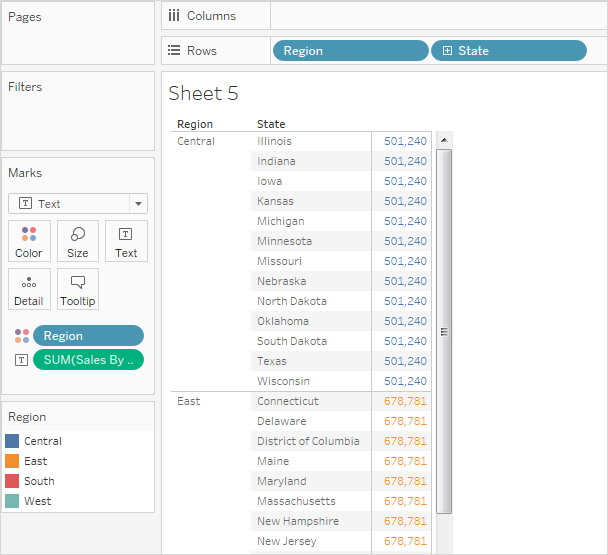 Pages
Columns
Rows Region State
Filters
Sheet 5
Region State
Central Illinois 501,240
Indiana 501,240
Iowa 501,240
Kansas 501,240
Michigan 501,240
Minnesota 501,240
Missouri 501,240
Nebraska 501,240
North Dakota 501,240
Oklahoma 501,240
South Dakota 501,240
Texas 501,240
Wisconsin 501,240
East Connecticut 678,781
Delaware 678,781
District of Columbia 678,781
Maine 678,781
Maryland 678,781
Massachusetts 678,781
New Hampshire 678,781
New Jersey 678,781
Marks
T Text
Color Size Text
Detail Tooltip
Region
SUM(Sales By ..
Region
Central
East
South
West